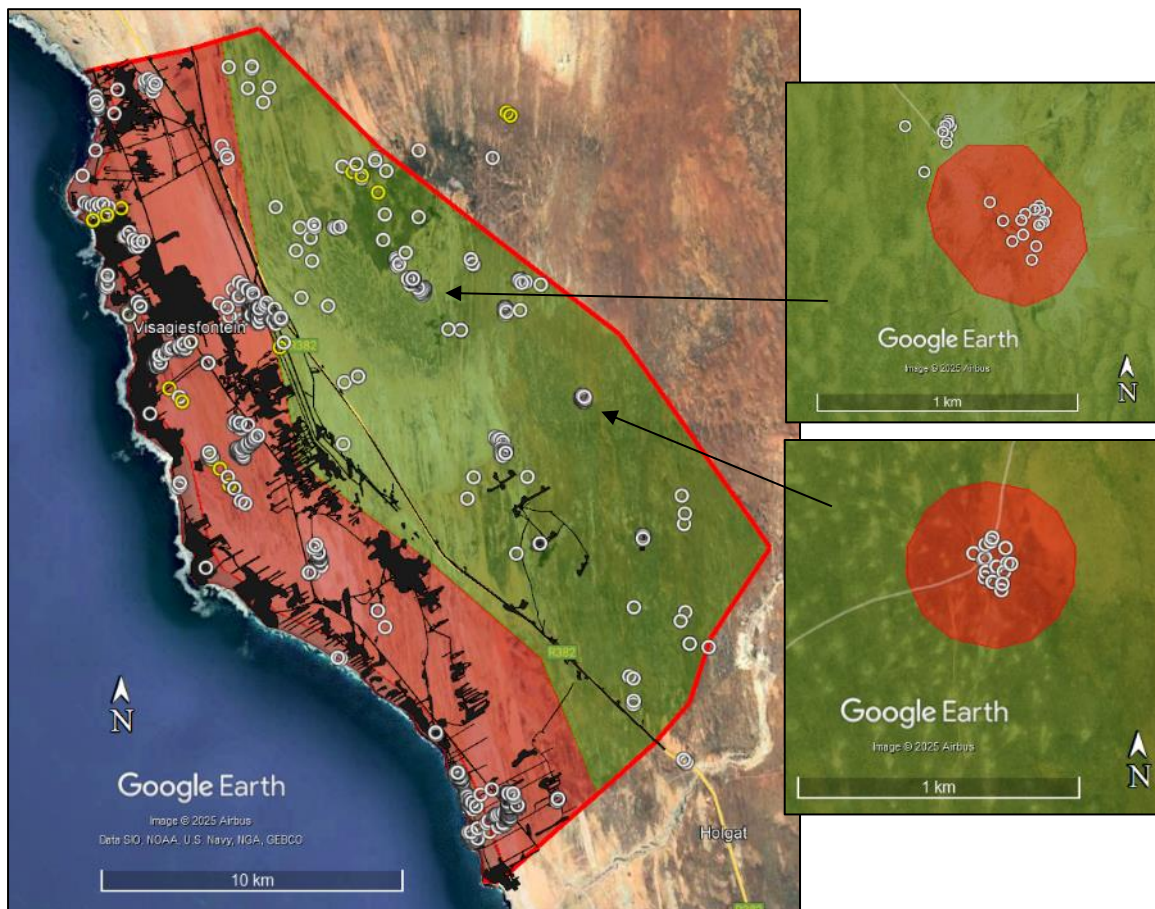 Visagiesfontein
R382
R382
N
Google Earth
Image © 2025 Airbus
Data SIO, NOAA, U.S. Navy, NGA, GEBCO
10 km
Holgat
Google Earth
Image © 2025 Airbus
N
1 km
Google Earth
Image © 2025 Airbus
N
1 km